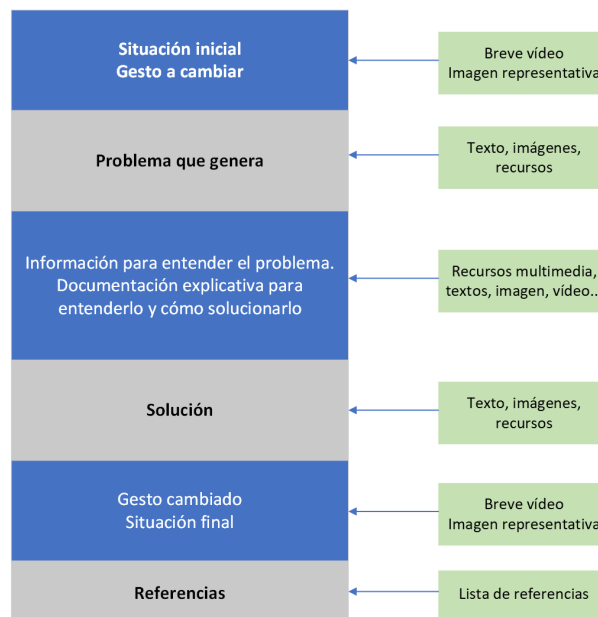 Situación inicial
Gesto a cambiar
Breve vídeo
Imagen representativa
Problema que genera
Texto, imágenes,
recursos
Información para entender el problema.
Documentación explicativa para
entenderlo y cómo solucionarlo
Recursos multimedia,
textos, imagen, vídeo..
Solución
Texto, imágenes,
recursos
Gesto cambiado
Situación final
Breve vídeo
Imagen representativa
Referencias
Lista de referencias